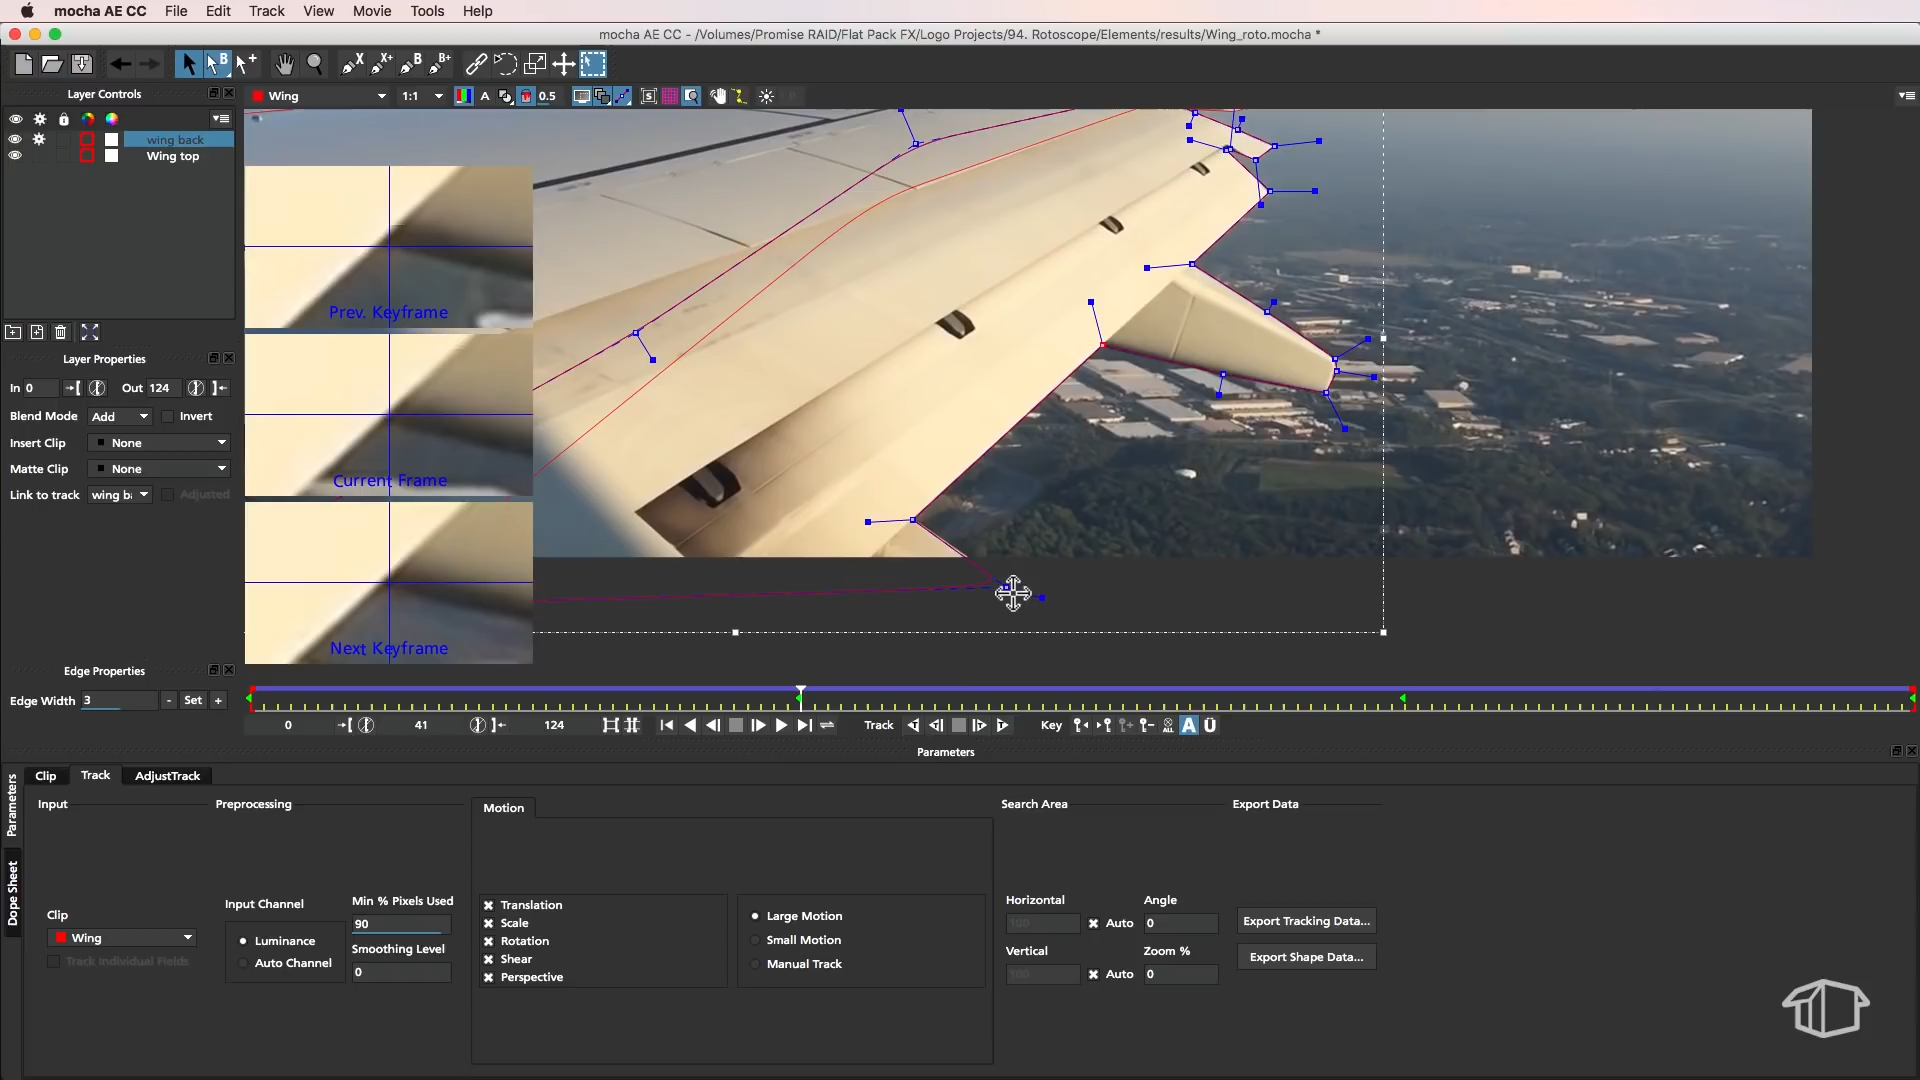 mocha AE CC File Edit Track View Movie Tools Help
mocha AE CC - /Volumes/Promise RAID/Flat Pack FX/Logo Projects/94. Rotoscope/Elements/results/Wing_roto.mocha *
Layer Controls
Wing 1:1 A 0.5
wing back
Wing top
Prev. Keyframe
Current Frame
Next Keyframe
Layer Properties
In 0 Out 124
Blend Mode Add Invert
Insert Clip None
Matte Clip None
Link to track wing b Adjusted
Edge Properties
Edge Width 3 - Set +
0 41 124 Track Key ALL A Ü
Parameters
Parameters
Dope Sheet
Clip Track AdjustTrack
Input Preprocessing Motion Search Area Export Data
Clip
Wing
Track Individual Fields
Input Channel
Luminance
Auto Channel
Min % Pixels Used
90
Smoothing Level
0
Translation
Scale
Rotation
Shear
Perspective
Large Motion
Small Motion
Manual Track
Horizontal Angle
100 Auto 0
Vertical Zoom %
100 Auto 0
Export Tracking Data...
Export Shape Data...